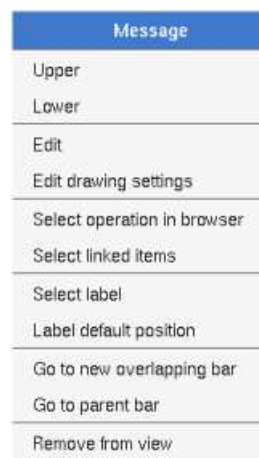 Message
Upper
Lower
Edit
Edit drawing settings
Select operation in browser
Select linked items
Select label
Label default position
Go to new overlapping bar
Go to parent bar
Remove from view